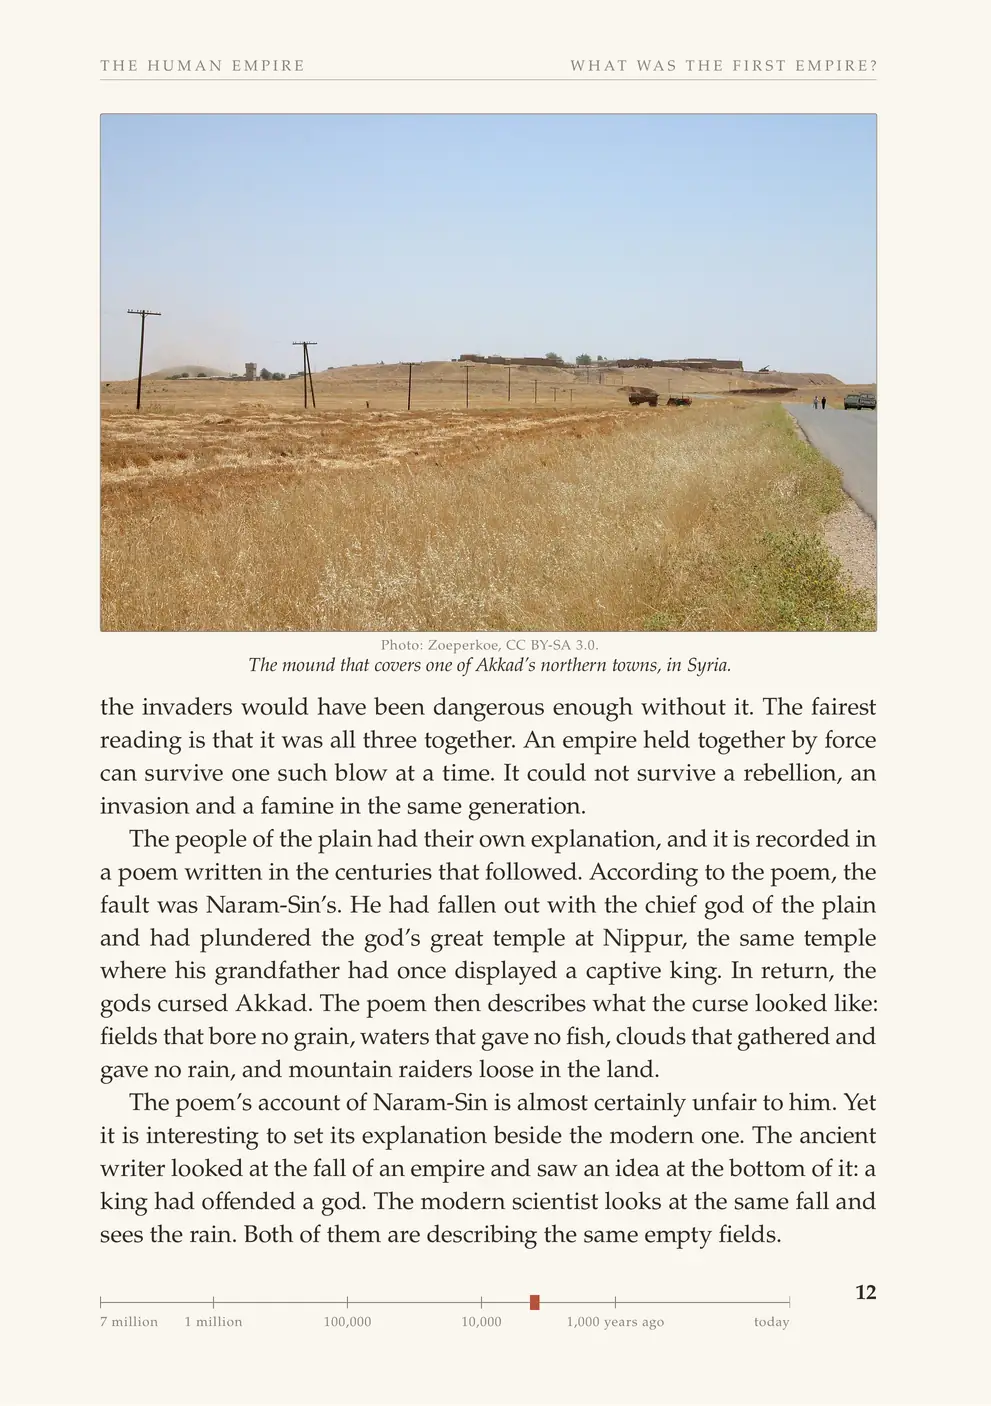 THE HUMAN EMPIRE
WHAT WAS THE FIRST EMPIRE?
Photo: Zoeperkoe, CC BY-SA 3.0.
The mound that covers one of Akkad's northern towns, in Syria.
the invaders would have been dangerous enough without it. The fairest
reading is that it was all three together. An empire held together by force
can survive one such blow at a time. It could not survive a rebellion, an
invasion and a famine in the same generation.
The people of the plain had their own explanation, and it is recorded in
a poem written in the centuries that followed. According to the poem, the
fault was Naram-Sin's. He had fallen out with the chief god of the plain
and had plundered the god's great temple at Nippur, the same temple
where his grandfather had once displayed a captive king. In return, the
gods cursed Akkad. The poem then describes what the curse looked like:
fields that bore no grain, waters that gave no fish, clouds that gathered and
gave no rain, and mountain raiders loose in the land.
The poem's account of Naram-Sin is almost certainly unfair to him. Yet
it is interesting to set its explanation beside the modern one. The ancient
writer looked at the fall of an empire and saw an idea at the bottom of it: a
king had offended a god. The modern scientist looks at the same fall and
sees the rain. Both of them are describing the same empty fields.
12
7 million 1 million 100,000 10,000 1,000 years ago today